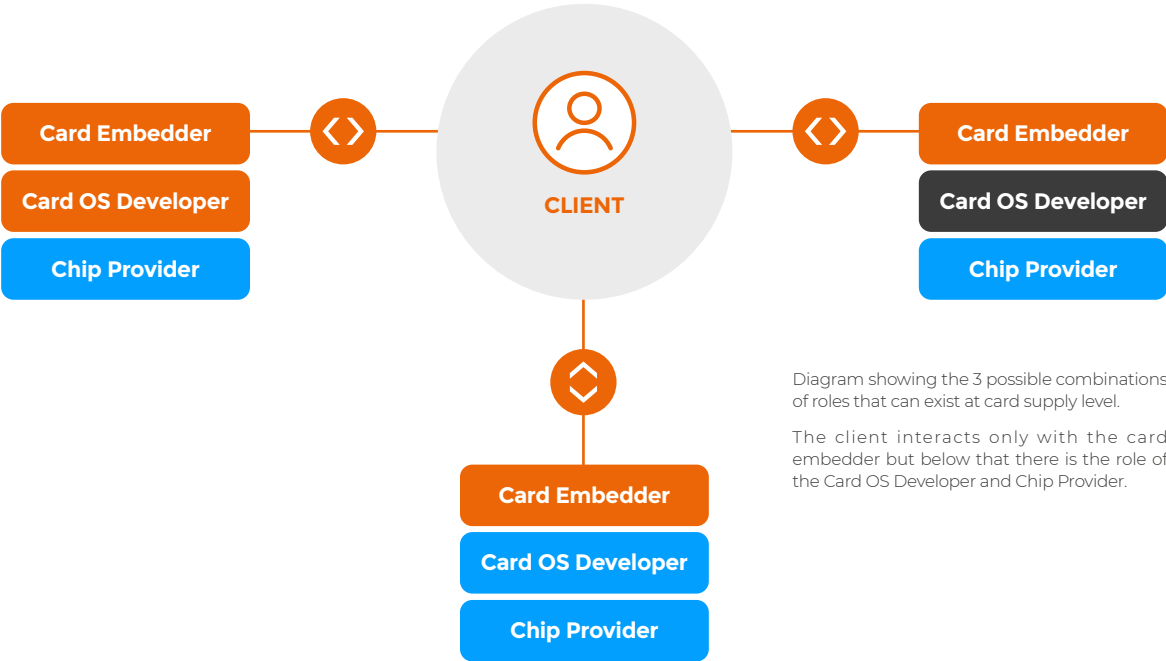 CLIENT
Card Embedder
Card OS Developer
Chip Provider
Card Embedder
Card OS Developer
Chip Provider
Card Embedder
Card OS Developer
Chip Provider
Diagram showing the 3 possible combinations
of roles that can exist at card supply level.
The client interacts only with the card
embedder but below that there is the role of
the Card OS Developer and Chip Provider.